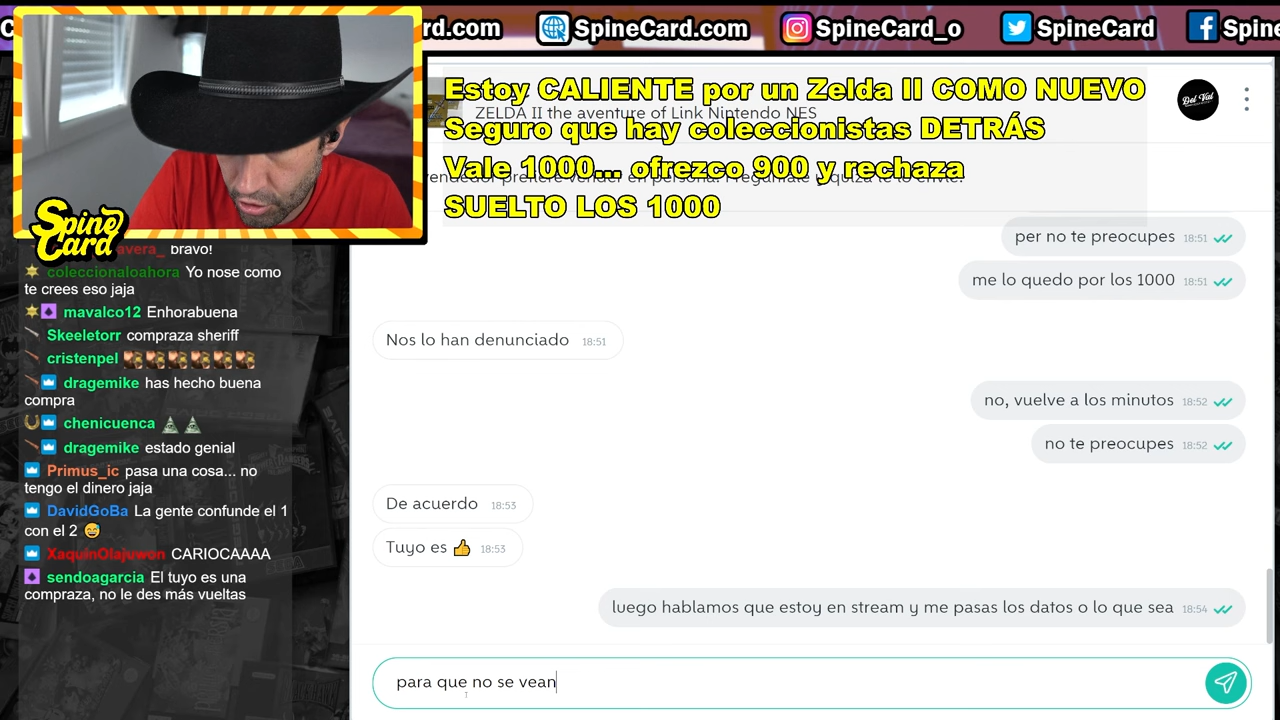 rd.com
SpineCard.com
SpineCard_o
SpineCard
Spine
Estoy CALIENTE por un Zelda II COMO NUEVO
ZELDA II the aventure of Link Nintendo NES
Seguro que hay coleccionistas DETRÁS
Vale 1000... ofrezco 900 y rechaza
SUELTO LOS 1000
Del Val
Spine
Card
avera_ bravo!
coleccionaloahora Yo nose como
te crees eso jaja
mavalco12 Enhorabuena
Skeletorr compraza sheriff
cristenpel
dragemike has hecho buena
compra
chenicuenca
dragemike estado genial
Primus_ic pasa una cosa... no
tengo el dinero jaja
DavidGoBa La gente confunde el 1
con el 2
XaquinOlajuwon CARIOCAAAA
sendoagarcia El tuyo es una
compraza, no le des más vueltas
per no te preocupes 18:51
me lo quedo por los 1000 18:51
Nos lo han denunciado 18:51
no, vuelve a los minutos 18:52
no te preocupes 18:52
De acuerdo 18:53
Tuyo es 👍 18:53
luego hablamos que estoy en stream y me pasas los datos o lo que sea 18:54
para que no se vean